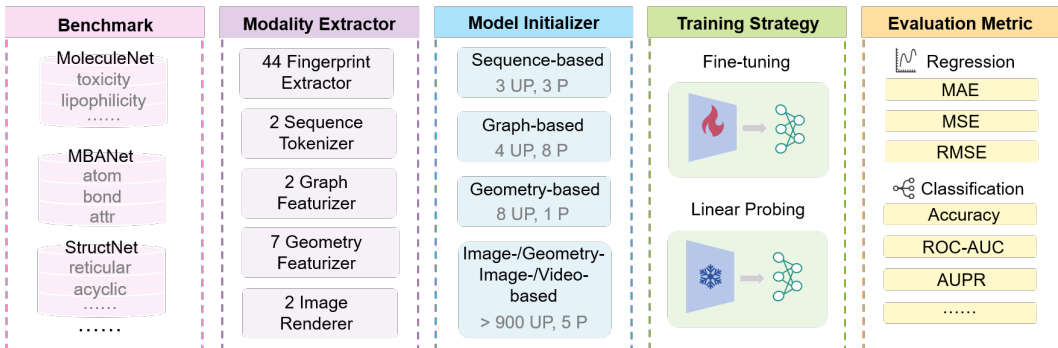 Benchmark
MoleculeNet
toxicity
lipophilicity
······
MBANet
atom
bond
attr
StructNet
reticular
acyclic
······
······
Modality Extractor
44 Fingerprint
Extractor
2 Sequence
Tokenizer
2 Graph
Featurizer
7 Geometry
Featurizer
2 Image
Renderer
Model Initializer
Sequence-based
3 UP, 3 P
Graph-based
4 UP, 8 P
Geometry-based
8 UP, 1 P
Image-/Geometry-
Image-/Video-
based
> 900 UP, 5 P
Training Strategy
Fine-tuning
Linear Probing
Evaluation Metric
Regression
MAE
MSE
RMSE
Classification
Accuracy
ROC-AUC
AUPR
······